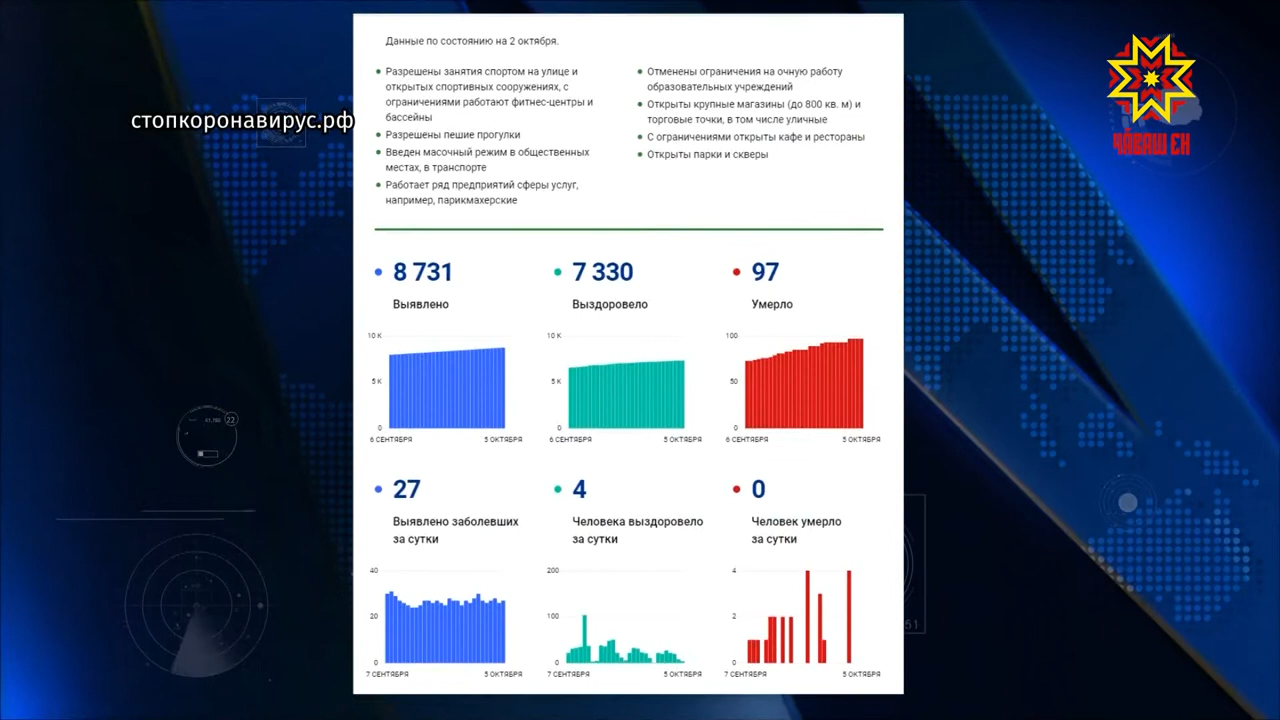 Данные по состоянию на 2 октября.
Разрешены занятия спортом на улице и
открытых спортивных сооружениях, с
ограничениями работают фитнес-центры и
бассейны
Разрешены пешие прогулки
Введен масочный режим в общественных
местах, в транспорте
Работает ряд предприятий сферы услуг,
например, парикмахерские
Отменены ограничения на очную работу
образовательных учреждений
Открыты крупные магазины (до 800 кв. м) и
торговые точки, в том числе уличные
С ограничениями открыты кафе и рестораны
Открыты парки и скверы
стопкоронавирус.рф
ЧӐВАШ ЕН
8 731
Выявлено
10 K
5 K
0
6 СЕНТЯБРЯ 5 ОКТЯБРЯ
7 330
Выздоровело
10 K
5 K
0
6 СЕНТЯБРЯ 5 ОКТЯБРЯ
97
Умерло
100
50
0
6 СЕНТЯБРЯ 5 ОКТЯБРЯ
27
Выявлено заболевших
за сутки
40
20
0
7 СЕНТЯБРЯ 5 ОКТЯБРЯ
4
Человека выздоровело
за сутки
200
100
0
7 СЕНТЯБРЯ 5 ОКТЯБРЯ
0
Человек умерло
за сутки
4
2
0
7 СЕНТЯБРЯ 5 ОКТЯБРЯ
22
51